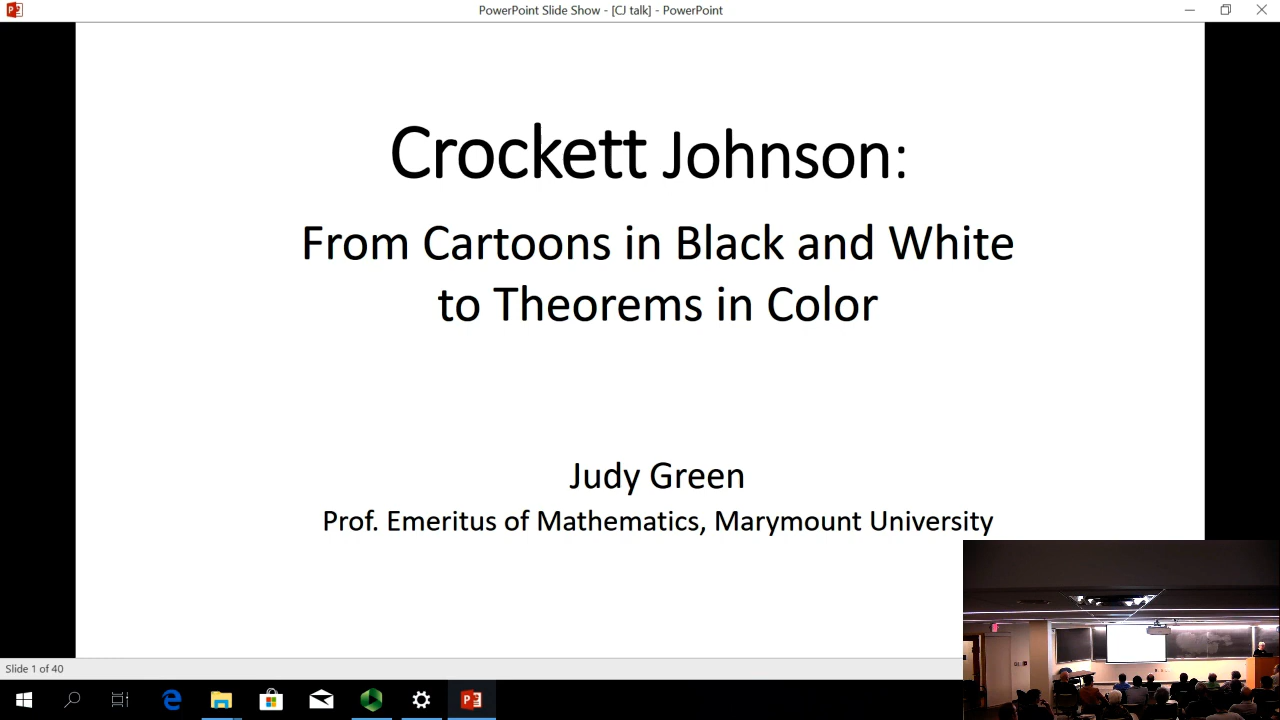 PowerPoint Slide Show - [CJ talk] - PowerPoint
Crockett Johnson:
From Cartoons in Black and White
to Theorems in Color
Judy Green
Prof. Emeritus of Mathematics, Marymount University
Slide 1 of 40